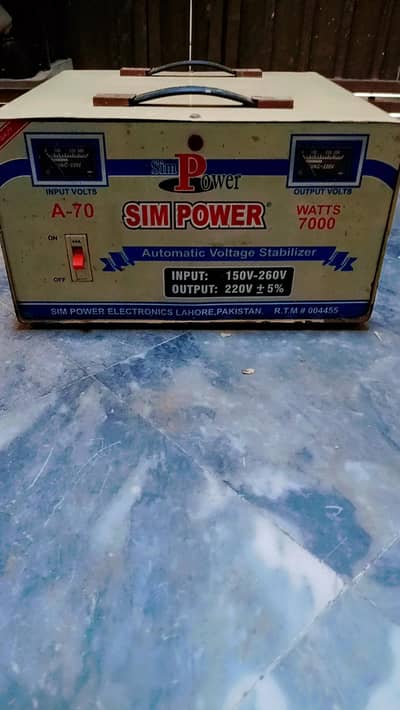 Sim Power
INPUT VOLTS
OUTPUT VOLTS
A-70
SIM POWER
WATTS
7000
ON
OFF
Automatic Voltage Stabilizer
INPUT: 150V-260V
OUTPUT: 220V ± 5%
SIM POWER ELECTRONICS LAHORE,PAKISTAN. R.T.M # 004455